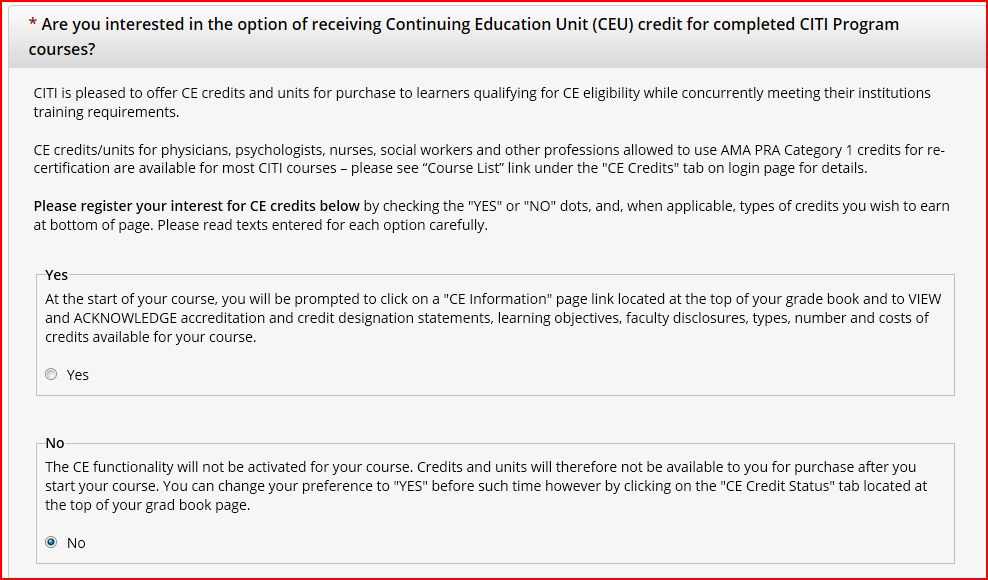 * Are you interested in the option of receiving Continuing Education Unit (CEU) credit for completed CITI Program
courses?
CITI is pleased to offer CE credits and units for purchase to learners qualifying for CE eligibility while concurrently meeting their institutions
training requirements.
CE credits/units for physicians, psychologists, nurses, social workers and other professions allowed to use AMA PRA Category 1 credits for re-
certification are available for most CITI courses – please see “Course List” link under the "CE Credits" tab on login page for details.
Please register your interest for CE credits below by checking the "YES" or "NO" dots, and, when applicable, types of credits you wish to earn
at bottom of page. Please read texts entered for each option carefully.
Yes
At the start of your course, you will be prompted to click on a "CE Information" page link located at the top of your grade book and to VIEW
and ACKNOWLEDGE accreditation and credit designation statements, learning objectives, faculty disclosures, types, number and costs of
credits available for your course.
Yes
No
The CE functionality will not be activated for your course. Credits and units will therefore not be available to you for purchase after you
start your course. You can change your preference to "YES" before such time however by clicking on the "CE Credit Status" tab located at
the top of your grad book page.
No